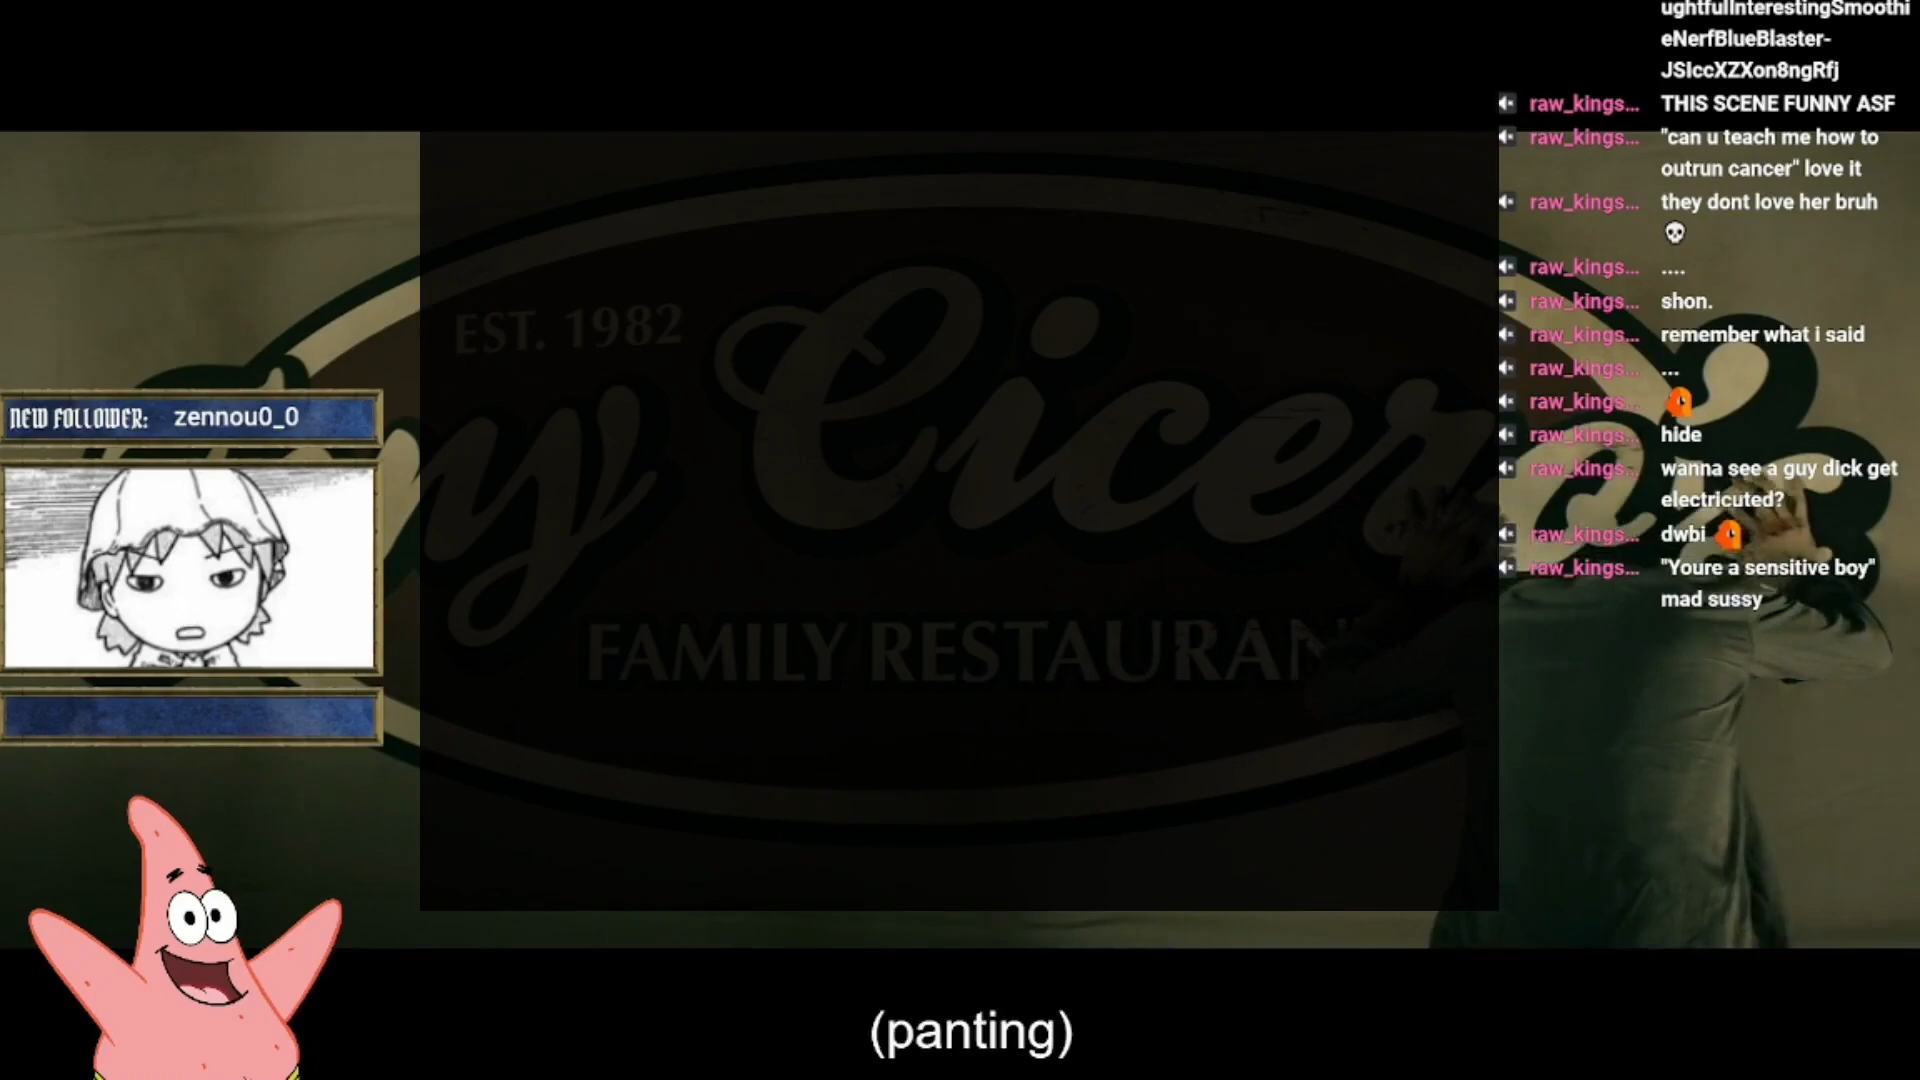 ughtfulInterestingSmoothi
eNerfBlueBlaster-
JSIccXZXon8ngRfj
raw_kings... THIS SCENE FUNNY ASF
raw_kings... "can u teach me how to
outrun cancer" love it
raw_kings... they dont love her bruh
💀
raw_kings... ....
raw_kings... shon.
raw_kings... remember what i said
raw_kings... ...
raw_kings...
raw_kings... hide
raw_kings... wanna see a guy dick get
electricuted?
raw_kings... dwbi
raw_kings... "Youre a sensitive boy"
mad sussy
EST. 1982
ny Cicero's
FAMILY RESTAURAN
NEW FOLLOWER: zennou0_0
(panting)